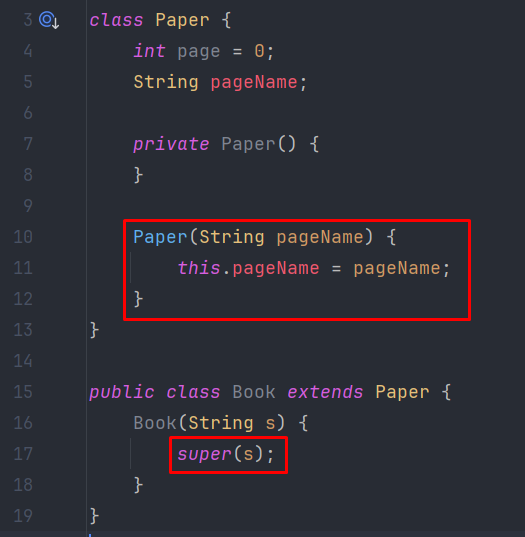 3 class Paper {
4 int page = 0;
5 String pageName;
6
7 private Paper() {
8 }
9
10 Paper(String pageName) {
11 this.pageName = pageName;
12 }
13 }
14
15 public class Book extends Paper {
16 Book(String s) {
17 super(s);
18 }
19 }